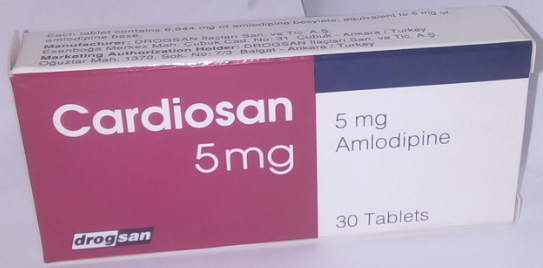 Each tablet contains 6,944 mg of amlodipine besylate, equivalent to 5 mg of
amlodipine base.
Manufacturer: DROGSAN İlaçları San. ve Tic. A.Ş.
Esenboğa Merkez Mah. Çubuk Cad. No: 31 Çubuk - Ankara / Turkey
Marketing Authorization Holder: DROGSAN İlaçları San. ve Tic. A.Ş.
Oğuzlar Mah. 1370. Sok. No: 7/3 Balgat - Ankara / Turkey
Cardiosan
5mg
5 mg
Amlodipine
30 Tablets
drogsan